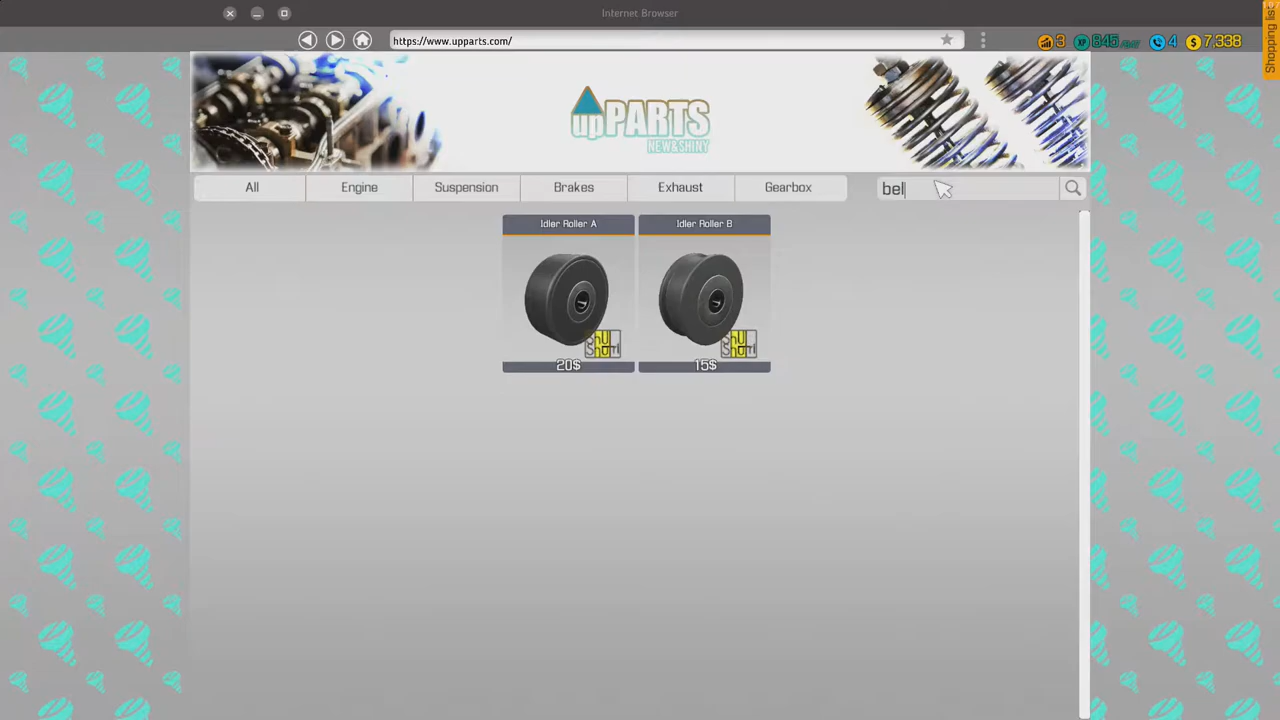 Internet Browser
https://www.upparts.com/
3
845
4
7,338
Shopping list
upPARTS
NEW&SHINY
All
Engine
Suspension
Brakes
Exhaust
Gearbox
bel
Idler Roller A
Idler Roller B
20$
15$